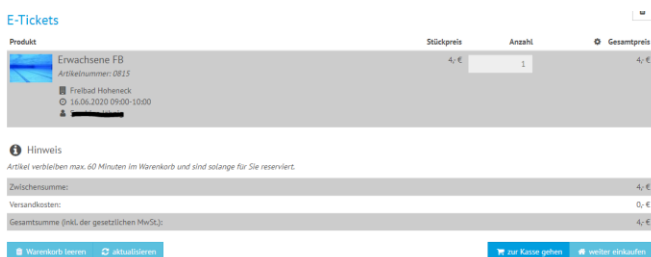 E-Tickets
Produkt Stückpreis Anzahl Gesamtpreis
Erwachsene FB 4,- € 1 4,- €
Artikelnummer: 0815
Freibad Hoheneck
16.06.2020 09:00-10:00
Hinweis
Artikel verbleiben max. 60 Minuten im Warenkorb und sind solange für Sie reserviert.
Zwischensumme: 4,- €
Versandkosten: 0,- €
Gesamtsumme (inkl. der gesetzlichen MwSt.): 4,- €
Warenkorb leeren aktualisieren zur Kasse gehen weiter einkaufen